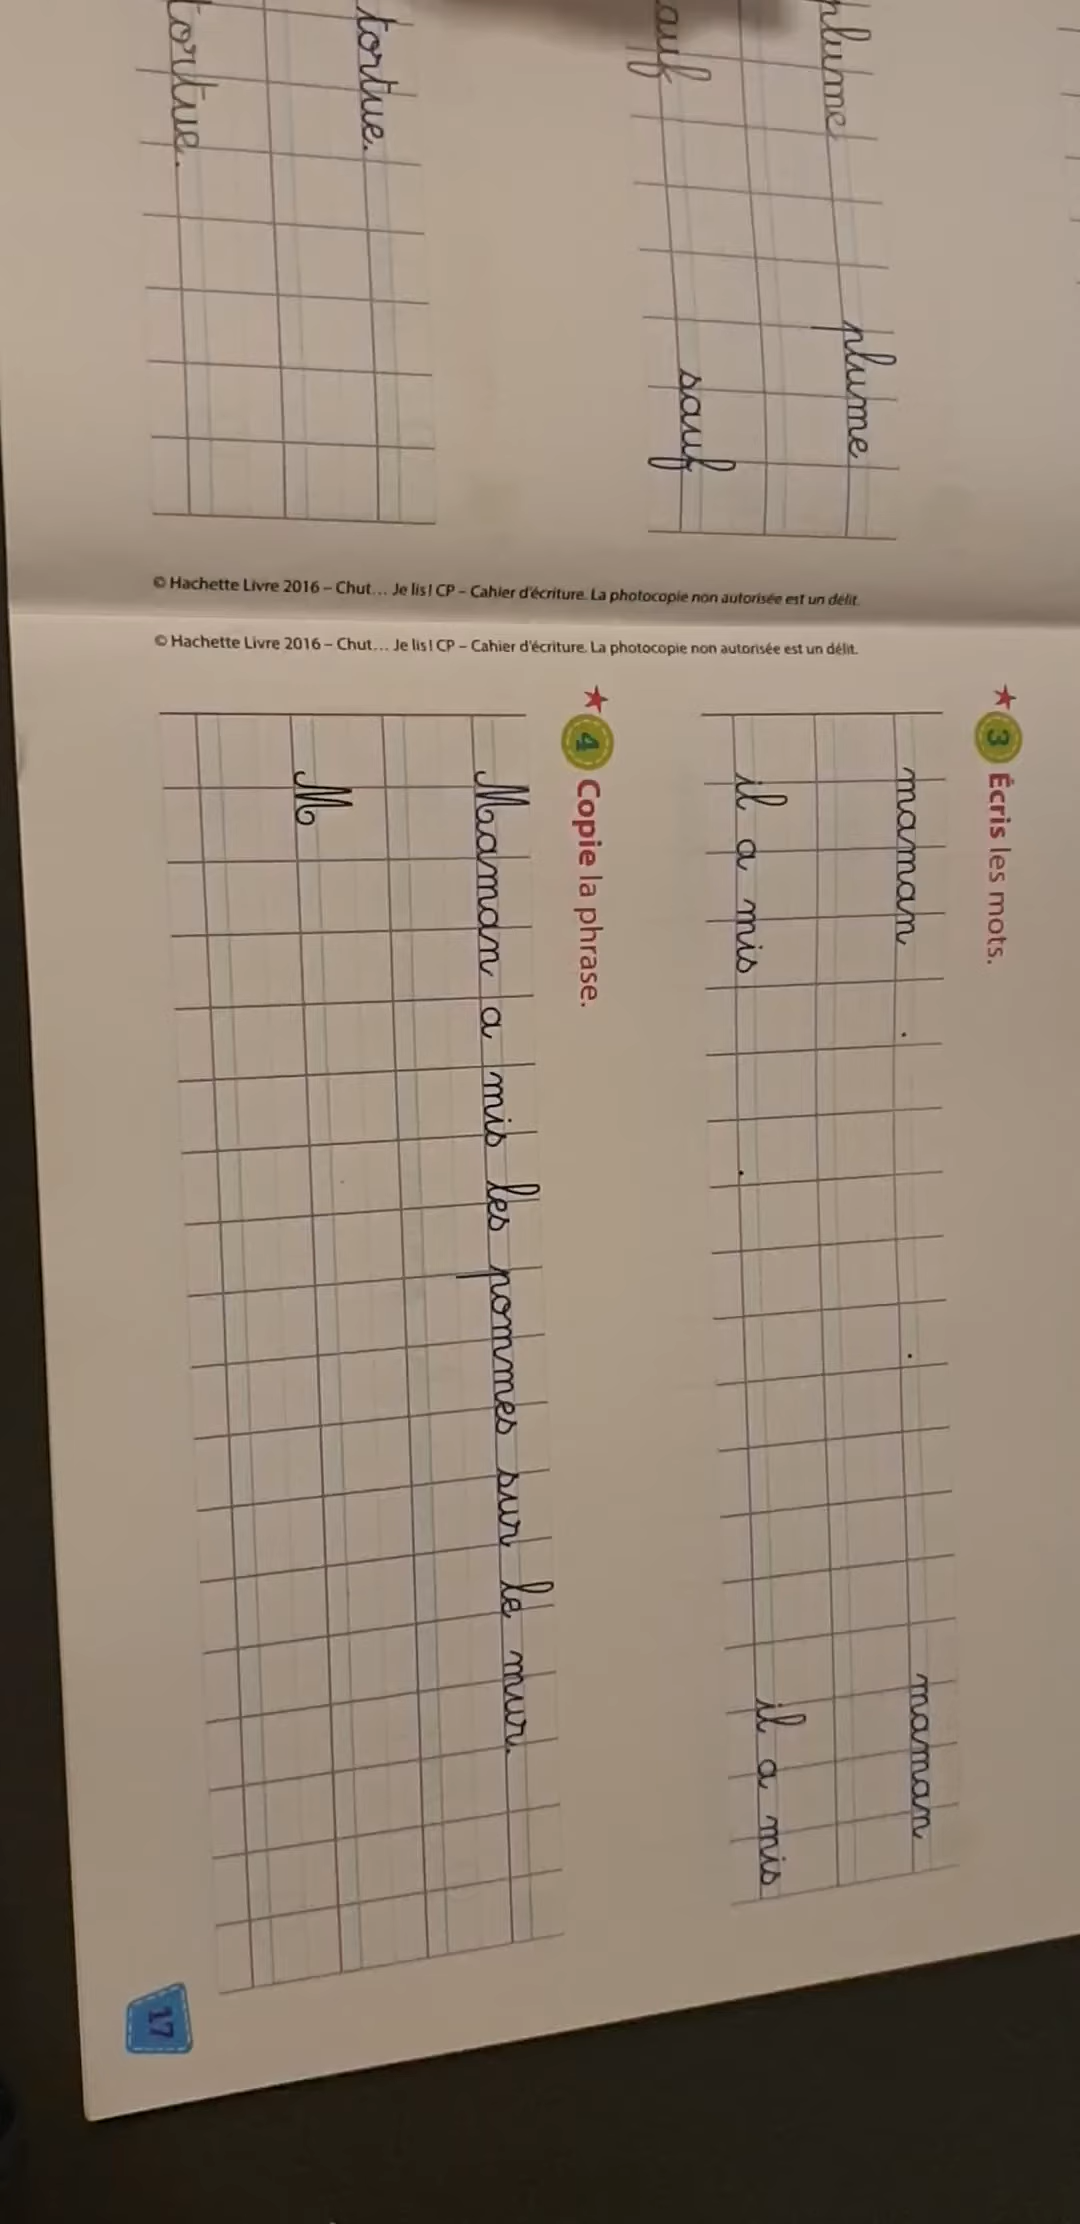 plume plume
auf sauf
tortue.
tortue.
© Hachette Livre 2016 – Chut... Je lis ! CP – Cahier d'écriture. La photocopie non autorisée est un délit.
© Hachette Livre 2016 – Chut... Je lis ! CP – Cahier d'écriture. La photocopie non autorisée est un délit.
3 Écris les mots.
maman . . maman
il a mis . il a mis
4 Copie la phrase.
Maman a mis les pommes sur le mur.
M
17